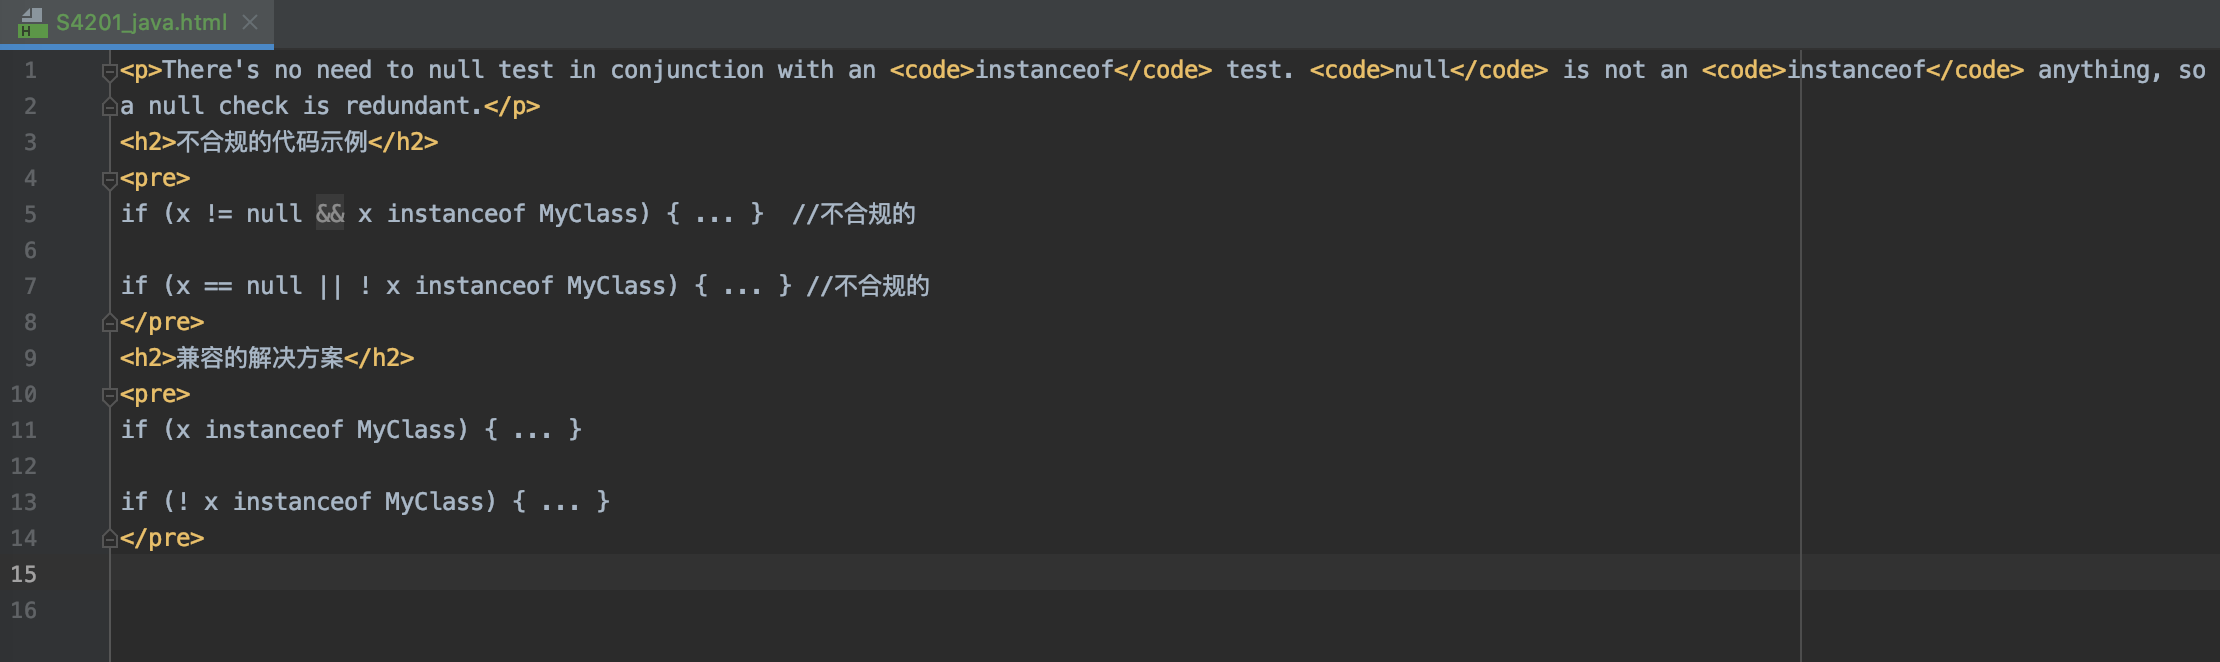 S4201_java.html
1 <p>There's no need to null test in conjunction with an <code>instanceof</code> test. <code>null</code> is not an <code>instanceof</code> anything, so
2 a null check is redundant.</p>
3 <h2>不合规的代码示例</h2>
4 <pre>
5 if (x != null && x instanceof MyClass) { ... }  //不合规的
6
7 if (x == null || ! x instanceof MyClass) { ... } //不合规的
8 </pre>
9 <h2>兼容的解决方案</h2>
10 <pre>
11 if (x instanceof MyClass) { ... }
12
13 if (! x instanceof MyClass) { ... }
14 </pre>
15
16